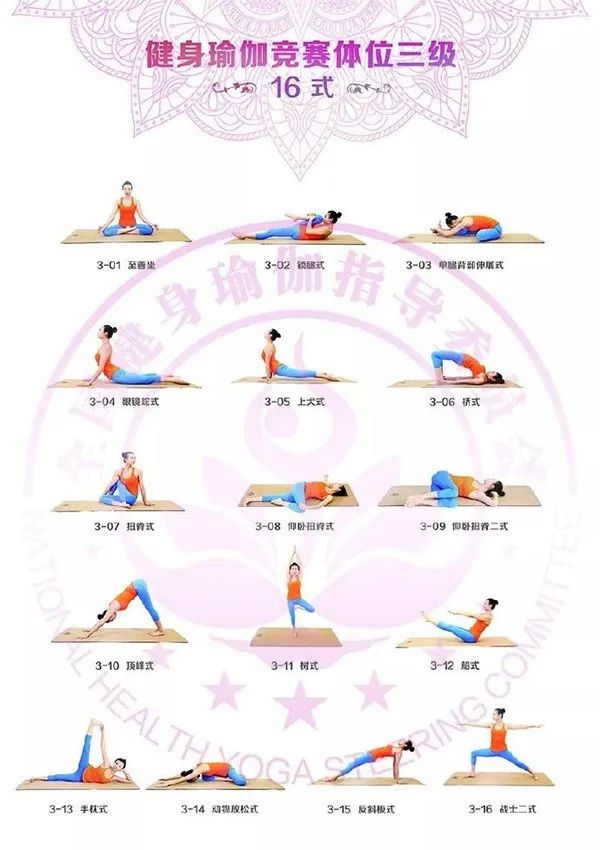 健身瑜伽竞赛体位三级
16 式
3-01 至善坐
3-02 锁腿式
3-03 单腿背部伸展式
3-04 眼镜蛇式
3-05 上犬式
3-06 桥式
3-07 扭脊式
3-08 仰卧扭脊式
3-09 仰卧扭脊二式
3-10 顶峰式
3-11 树式
3-12 船式
3-13 手枕式
3-14 动物放松式
3-15 反斜板式
3-16 战士二式
全国健身瑜伽指导委员会
NATIONAL HEALTH YOGA STEERING COMMITTEE